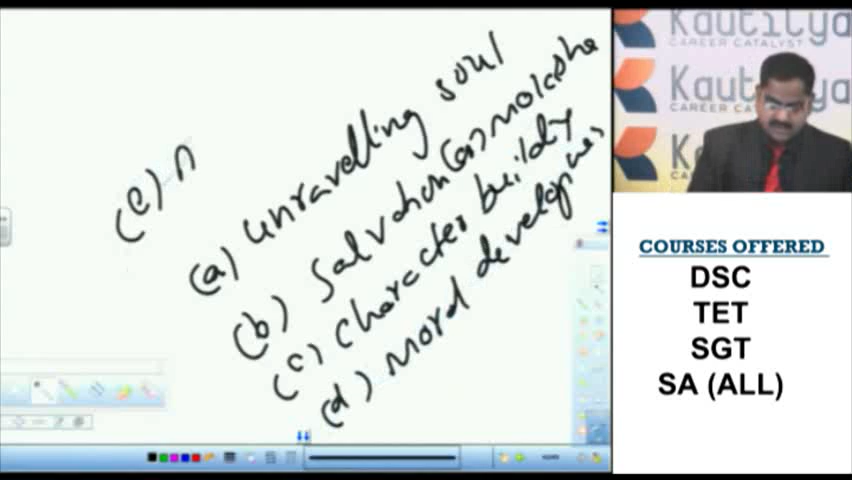 (e) n
(a) unravelling soul
(b) Salvation (or) moksha
(c) character building
(d) moral
Kautilya
CAREER CATALYST
Kautilya
CAREER CATALYST
COURSES OFFERED
DSC
TET
SGT
SA (ALL)